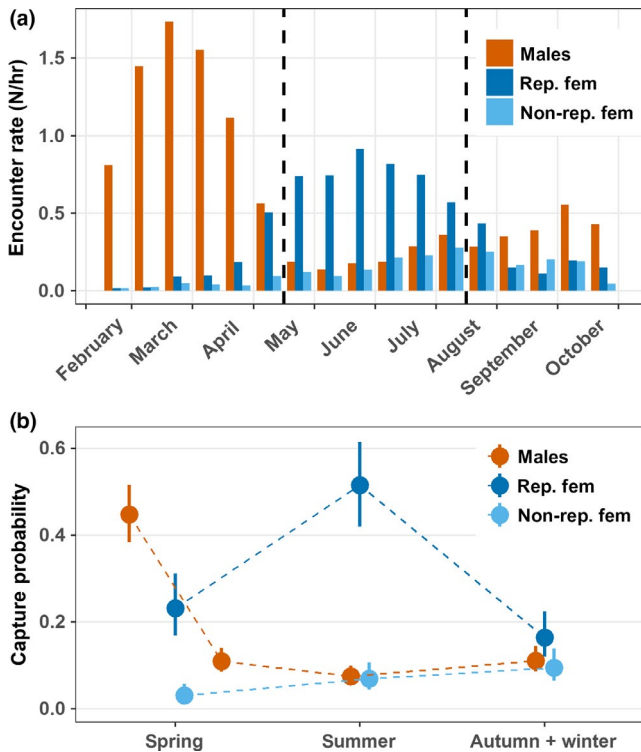 (a)
Encounter rate (N/hr)
1.5
1.0
0.5
0.0
Males
Rep. fem
Non-rep. fem
February
March
April
May
June
July
August
September
October
(b)
Capture probability
0.6
0.4
0.2
0.0
Males
Rep. fem
Non-rep. fem
Spring
Summer
Autumn + winter